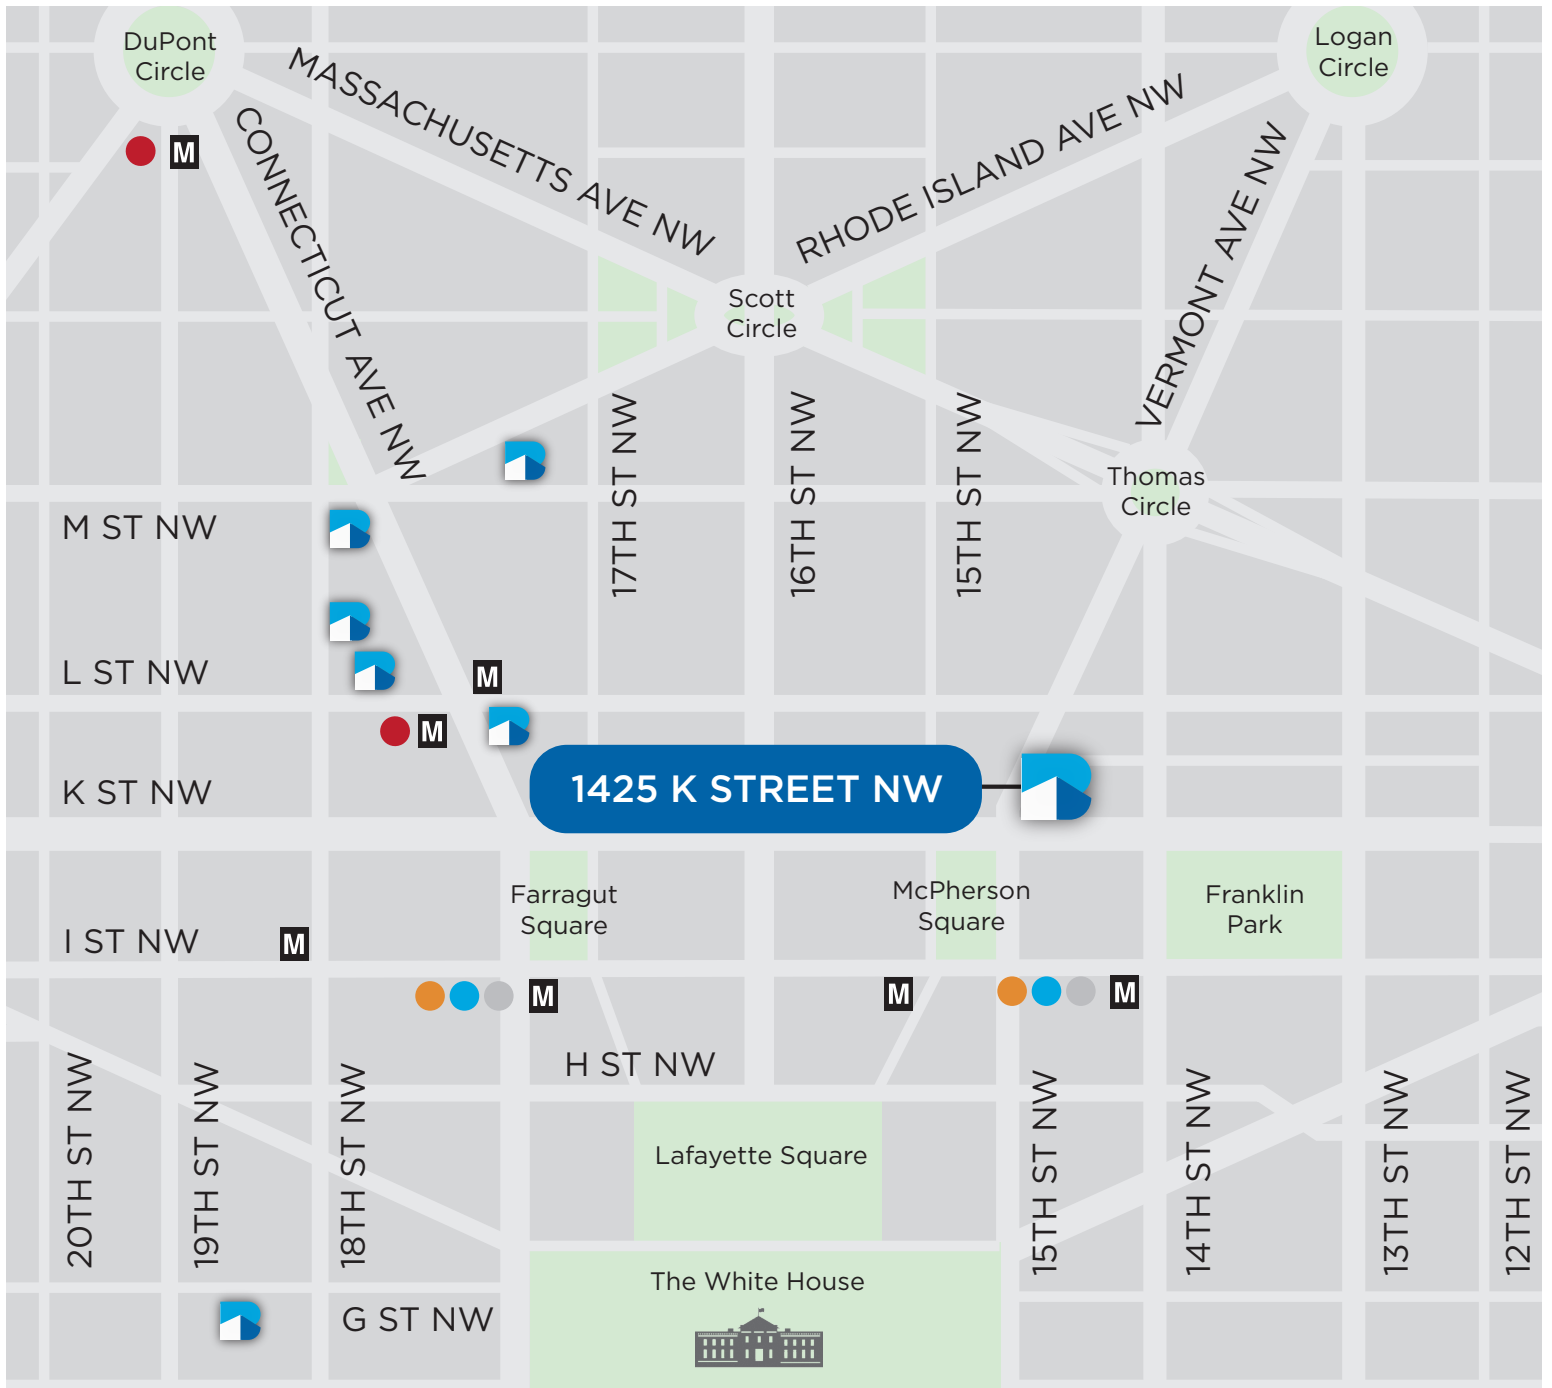 DuPont
Circle
Logan
Circle
MASSACHUSETTS AVE NW
RHODE ISLAND AVE NW
CONNECTICUT AVE NW
VERMONT AVE NW
M
Scott
Circle
17TH ST NW
16TH ST NW
15TH ST NW
Thomas
Circle
M ST NW
L ST NW
M
M
K ST NW
1425 K STREET NW
Farragut
Square
McPherson
Square
Franklin
Park
I ST NW
M
M
M
M
H ST NW
20TH ST NW
19TH ST NW
18TH ST NW
15TH ST NW
14TH ST NW
13TH ST NW
12TH ST NW
Lafayette Square
The White House
G ST NW